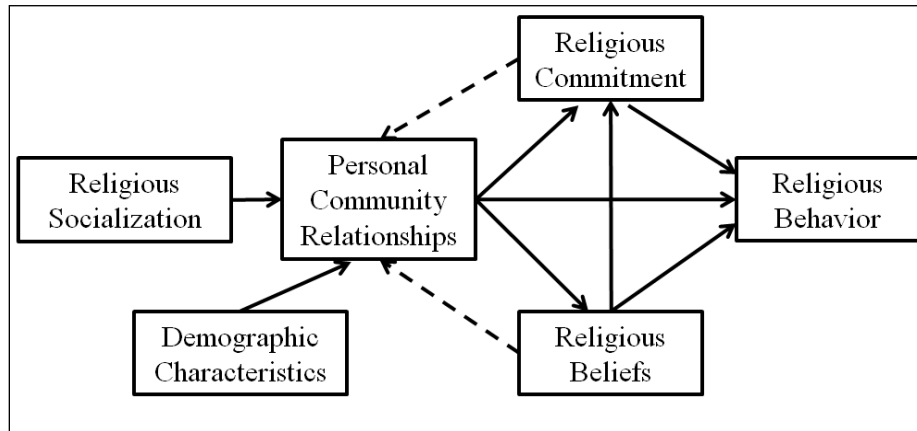 Religious
Commitment
Personal
Community
Relationships
Religious
Socialization
Religious
Behavior
Demographic
Characteristics
Religious
Beliefs